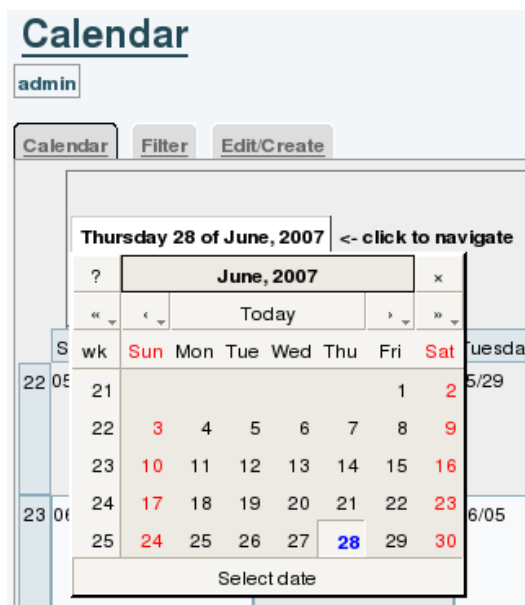 Calendar
admin
Calendar Filter Edit/Create
Thursday 28 of June, 2007 <- click to navigate
? June, 2007 ×
« ‹ Today › »
S wk Sun Mon Tue Wed Thu Fri Sat uesda
22 05 21 1 2 5/29
22 3 4 5 6 7 8 9
23 10 11 12 13 14 15 16
23 06 24 17 18 19 20 21 22 23 6/05
25 24 25 26 27 28 29 30
Select date